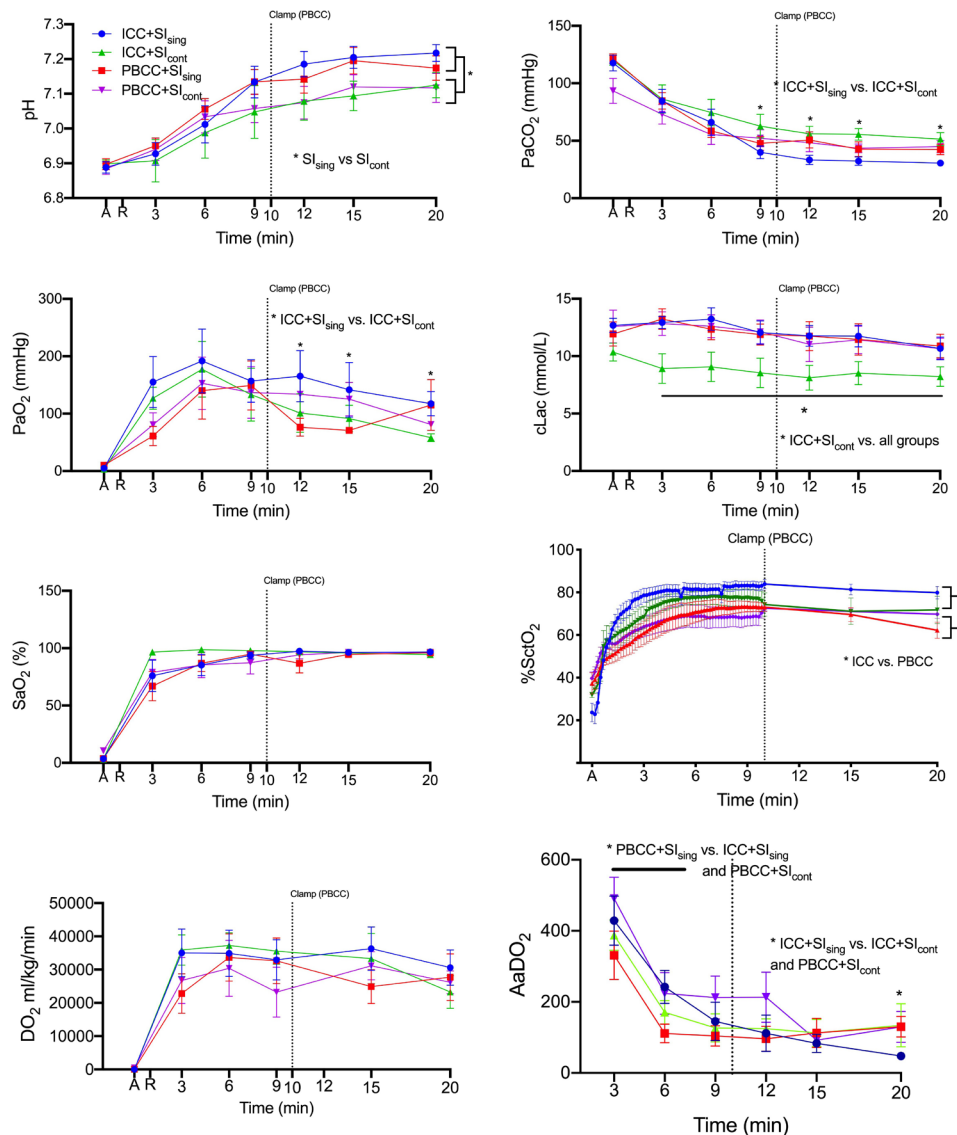 Clamp (PBCC)
7.3
7.2
7.1
7.0
6.9
6.8
pH
ICC+SIsing
ICC+SIcont
PBCC+SIsing
PBCC+SIcont
*
* SIsing vs SIcont
A R 3 6 9 10 12 15 20
Time (min)
Clamp (PBCC)
150
100
50
0
PaCO2 (mmHg)
* ICC+SIsing vs. ICC+SIcont
* * * *
A R 3 6 9 10 12 15 20
Time (min)
Clamp (PBCC)
300
200
100
0
PaO2 (mmHg)
* ICC+SIsing vs. ICC+SIcont
* * *
A R 3 6 9 10 12 15 20
Time (min)
Clamp (PBCC)
15
10
5
0
cLac (mmol/L)
*
* ICC+SIcont vs. all groups
A R 3 6 9 10 12 15 20
Time (min)
Clamp (PBCC)
150
100
50
0
SaO2 (%)
A R 3 6 9 10 12 15 20
Time (min)
Clamp (PBCC)
80
60
40
20
%SctO2
* ICC vs. PBCC
A 3 6 9 12 15 20
Time (min)
Clamp (PBCC)
50000
40000
30000
20000
10000
0
DO2 ml/kg/min
A R 3 6 9 10 12 15 20
Time (min)
* PBCC+SIsing vs. ICC+SIsing
and PBCC+SIcont
600
400
200
0
AaDO2
* ICC+SIsing vs. ICC+SIcont
and PBCC+SIcont
*
3 6 9 12 15 20
Time (min)